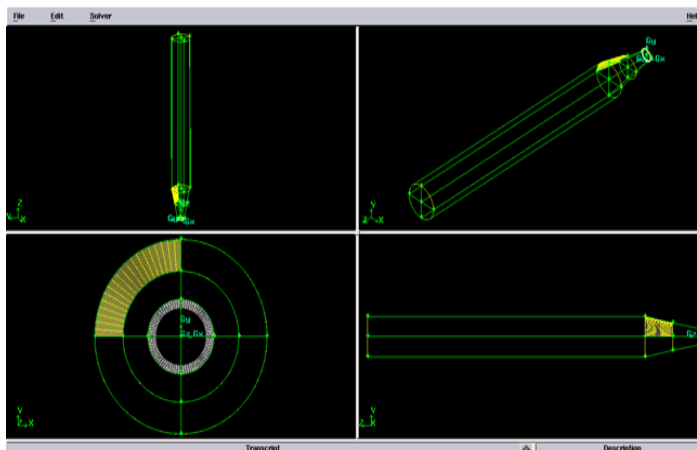 File Edit Solver Hel
Gy
Gx
Z
X
Gy
Gx
Y
Z X
Gy
Gz Gx
Y
Z X
Gz
Y
Z X
Transcript Description